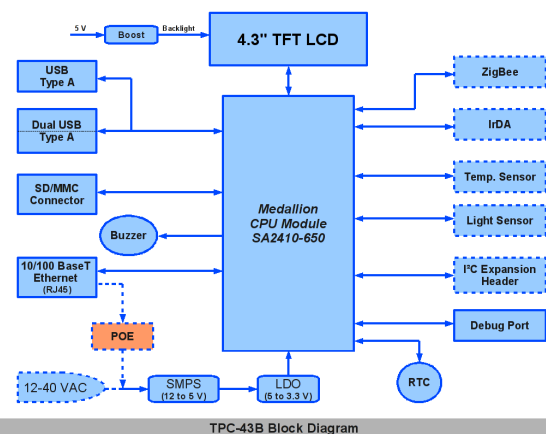 5 V
Boost
Backlight
4.3" TFT LCD
USB
Type A
ZigBee
Dual USB
Type A
IrDA
Temp. Sensor
SD/MMC
Connector
Medallion
CPU Module
SA2410-650
Light Sensor
Buzzer
10/100 BaseT
Ethernet
(RJ45)
I²C Expansion
Header
POE
Debug Port
12-40 VAC
SMPS
(12 to 5 V)
LDO
(5 to 3.3 V)
RTC
TPC-43B Block Diagram